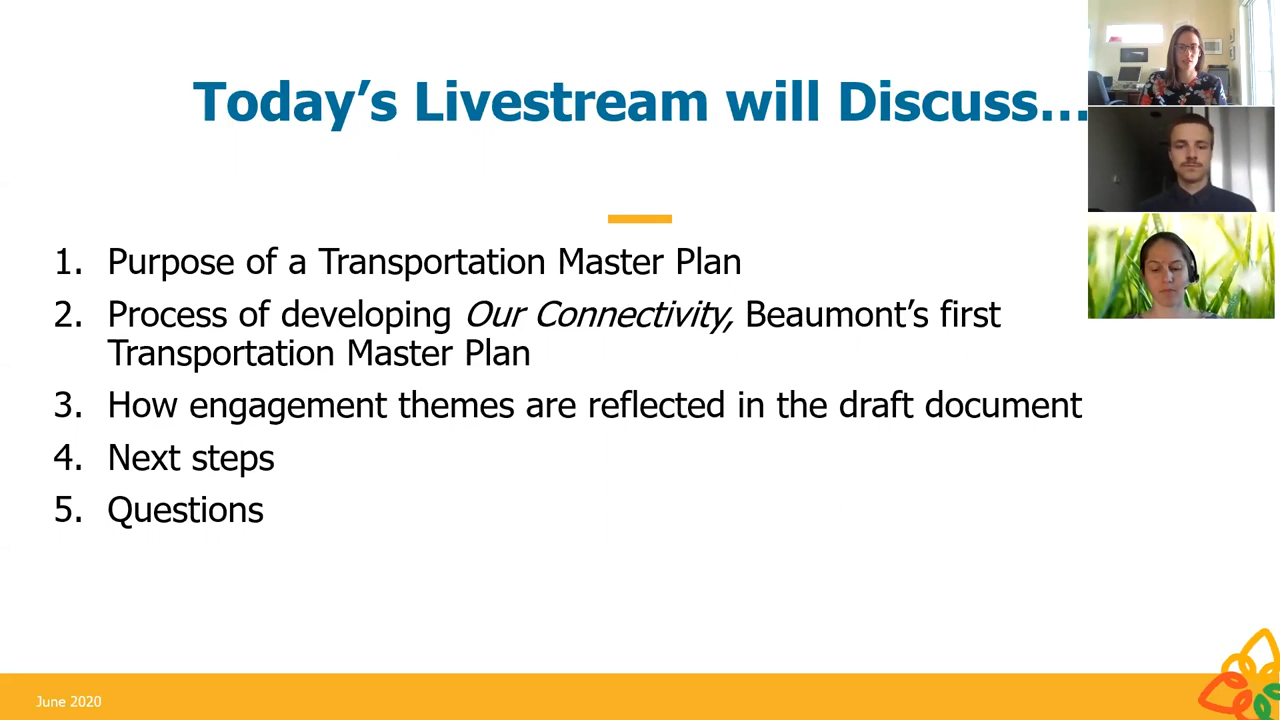 Today’s Livestream will Discuss...
1. Purpose of a Transportation Master Plan
2. Process of developing Our Connectivity, Beaumont’s first
Transportation Master Plan
3. How engagement themes are reflected in the draft document
4. Next steps
5. Questions
June 2020